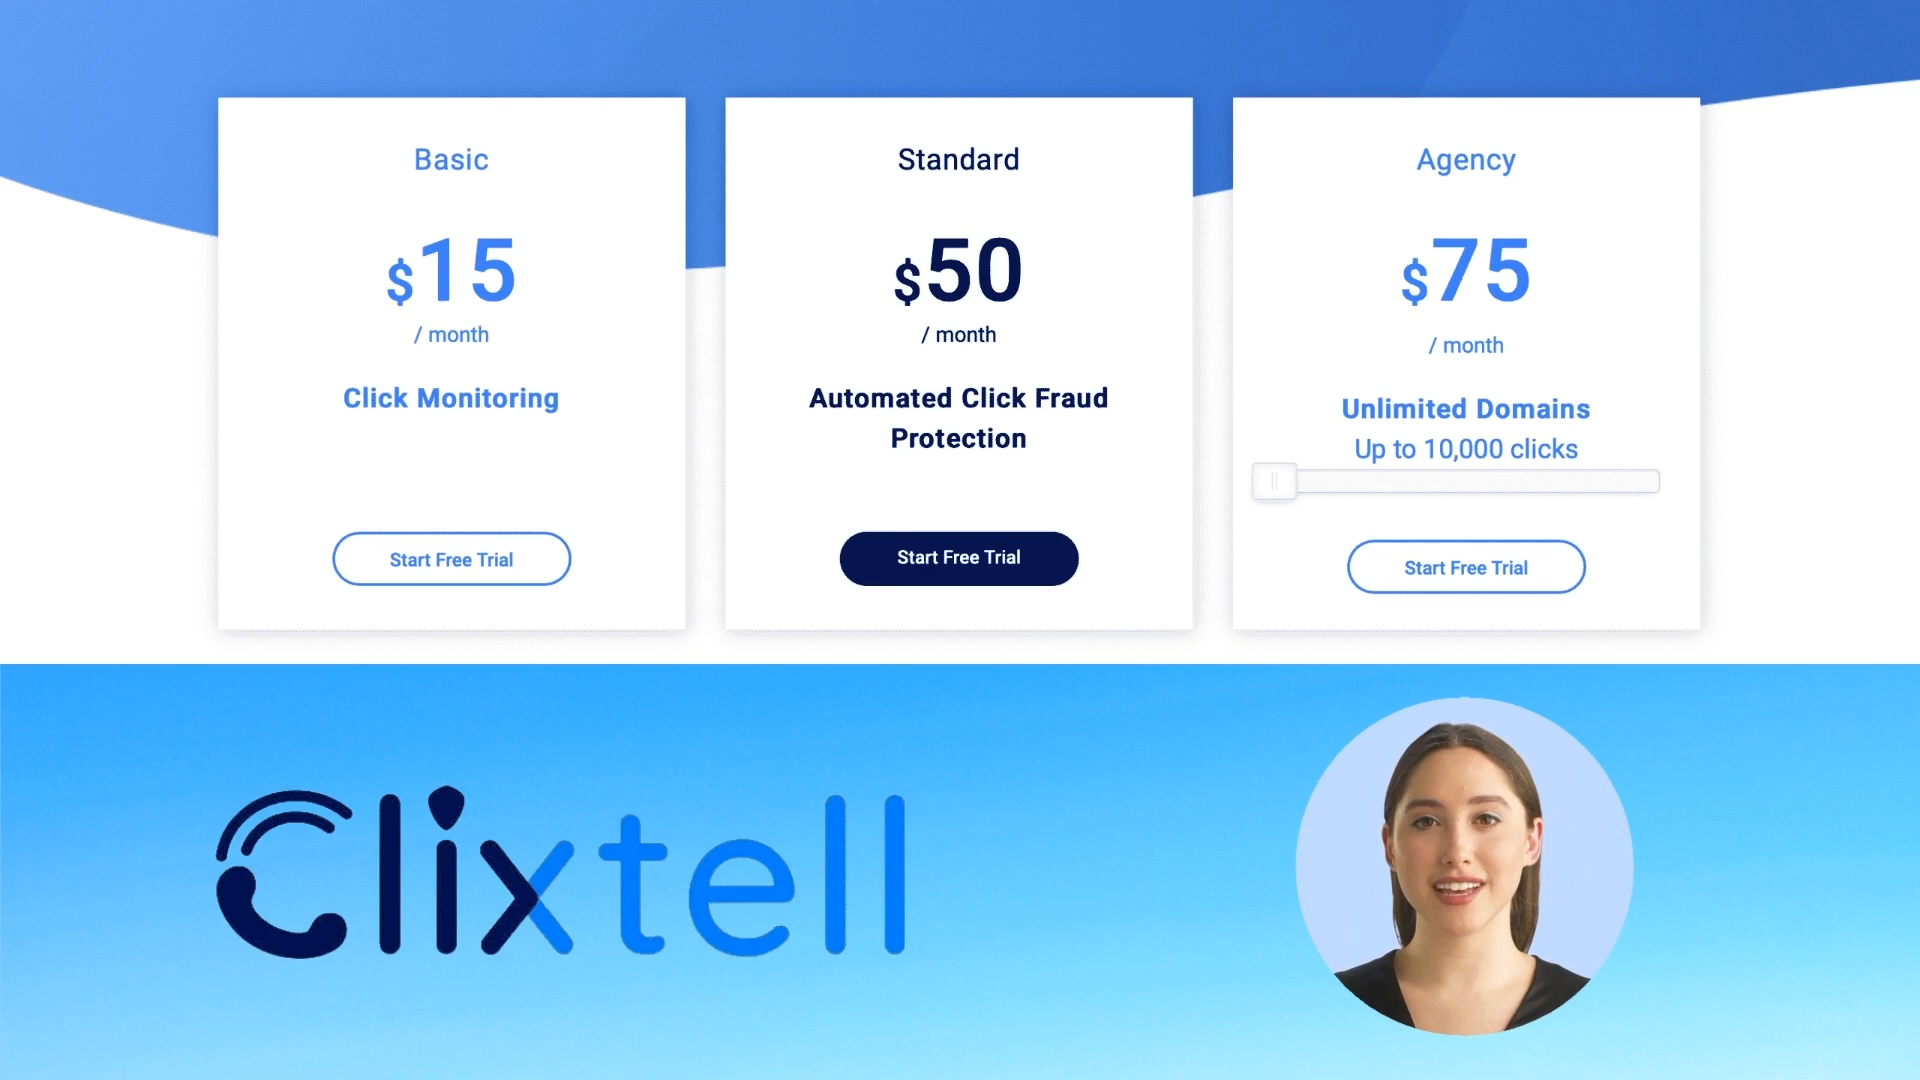 Basic
$15
/ month
Click Monitoring
Start Free Trial
Standard
$50
/ month
Automated Click Fraud
Protection
Start Free Trial
Agency
$75
/ month
Unlimited Domains
Up to 10,000 clicks
Start Free Trial
Clixtell